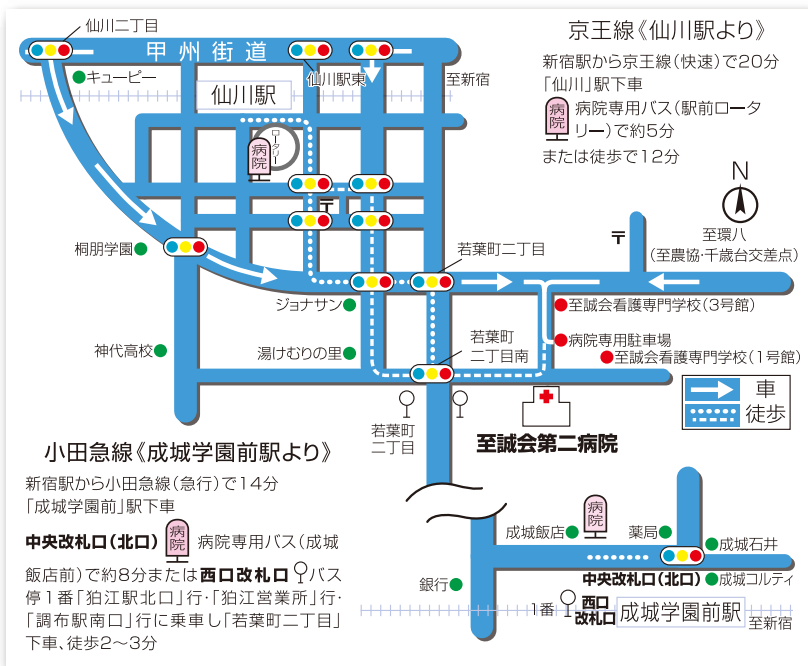 仙川二丁目
甲州街道
キューピー
仙川駅東
至新宿
仙川駅
ロータリー
病院
〒
桐朋学園
若葉町二丁目
ジョナサン
神代高校
湯けむりの里
若葉町
二丁目南
京王線《仙川駅より》
新宿駅から京王線(快速)で20分
「仙川」駅下車
病院 病院専用バス(駅前ロータ
リー)で約5分
または徒歩で12分
N
〒
至環八
(至農協・千歳台交差点)
至誠会看護専門学校(3号館)
病院専用駐車場
至誠会看護専門学校(1号館)
車
徒歩
若葉町
二丁目
至誠会第二病院
小田急線《成城学園前駅より》
新宿駅から小田急線(急行)で14分
「成城学園前」駅下車
中央改札口(北口) 病院 病院専用バス(成城
飯店前)で約8分または西口改札口 バス
停1番「狛江駅北口」行・「狛江営業所」行・
「調布駅南口」行に乗車し「若葉町二丁目」
下車、徒歩2〜3分
成城飯店
病院
薬局
成城石井
中央改札口(北口)
成城コルティ
銀行
1番
西口
改札口
成城学園前駅
至新宿